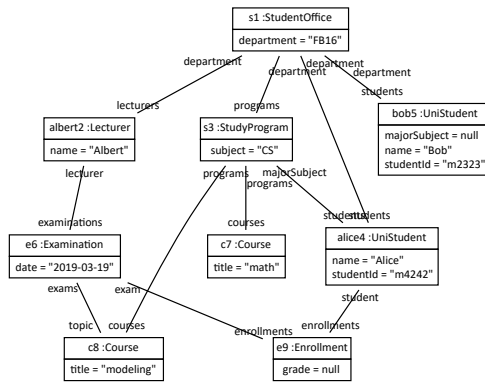 s1 :StudentOffice
department = "FB16"
department
department
department
department
lecturers
programs
students
albert2 :Lecturer
name = "Albert"
s3 :StudyProgram
subject = "CS"
bob5 :UniStudent
majorSubject = null
name = "Bob"
studentId = "m2323"
lecturer
programs
majorSubject
programs
examinations
courses
students
students
e6 :Examination
date = "2019-03-19"
c7 :Course
title = "math"
alice4 :UniStudent
name = "Alice"
studentId = "m4242"
exams
exam
student
topic
courses
enrollments
enrollments
c8 :Course
title = "modeling"
e9 :Enrollment
grade = null